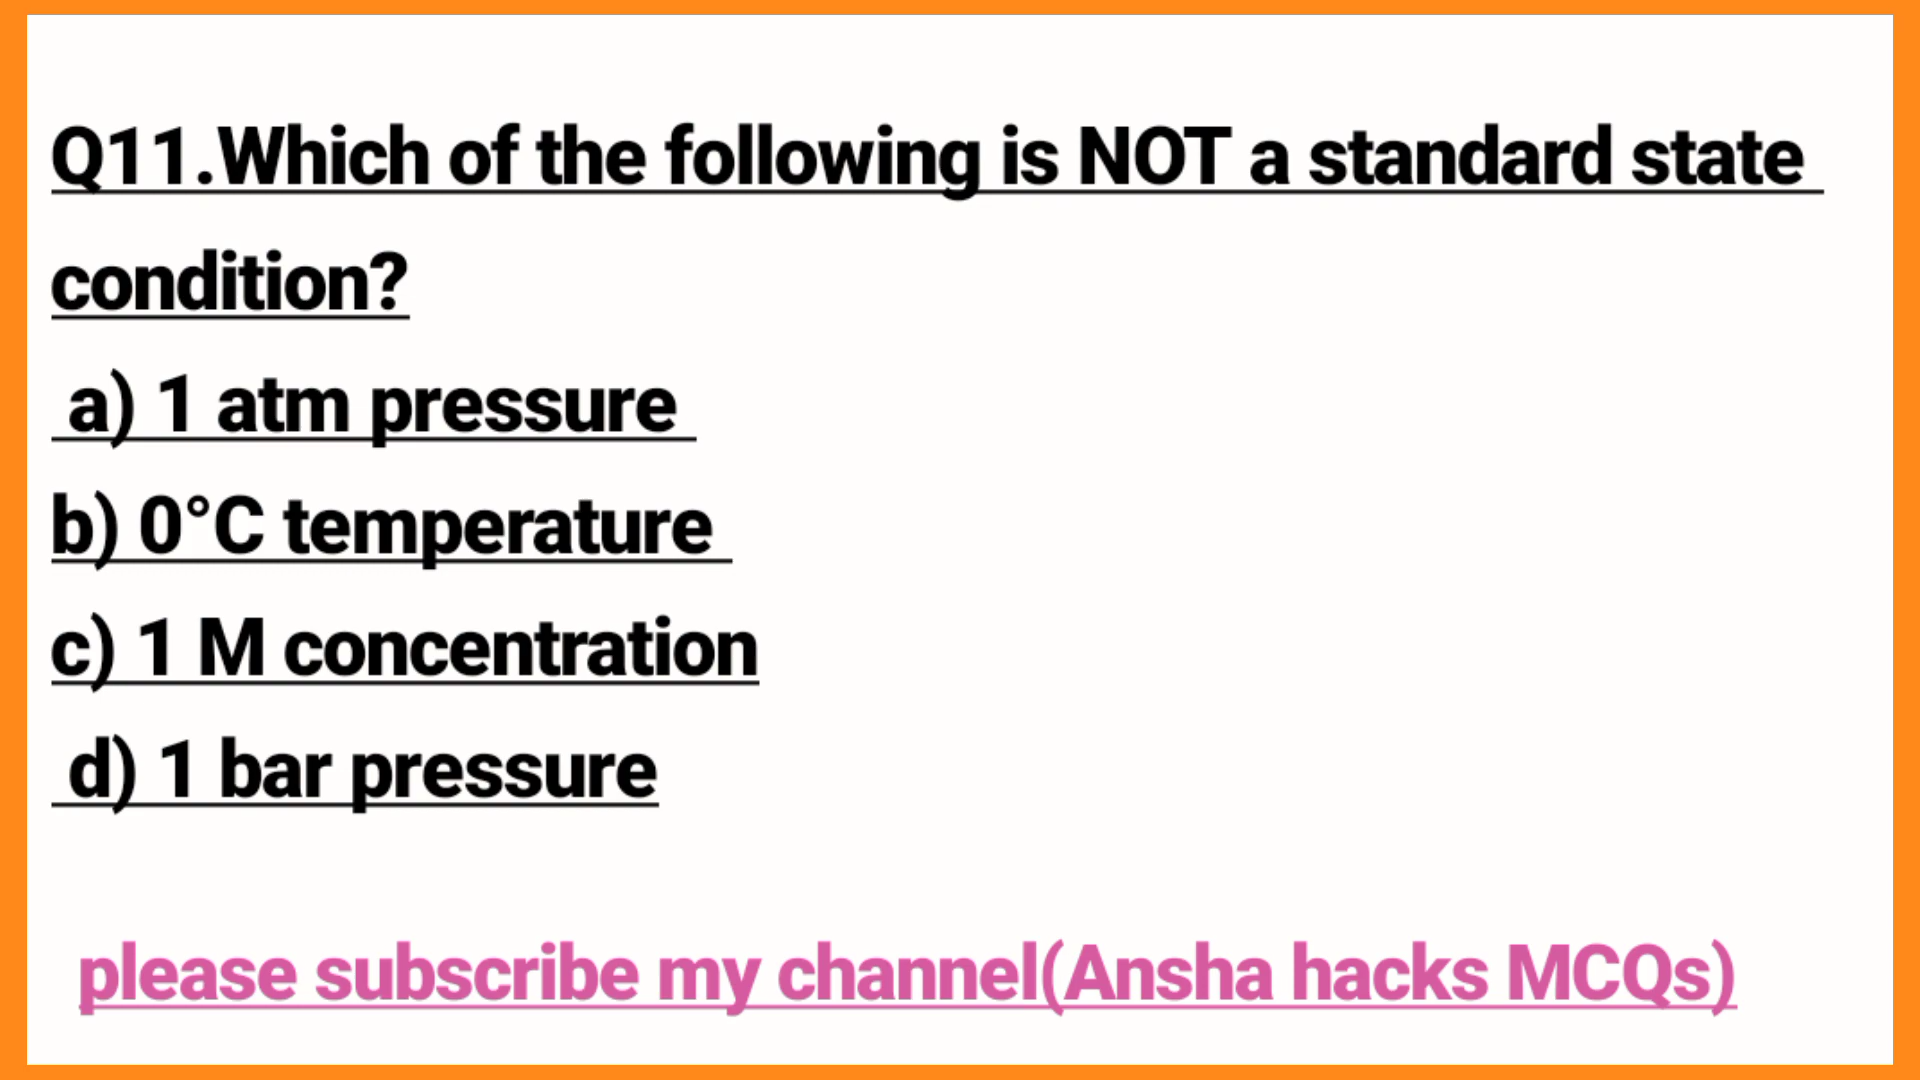 Q11.Which of the following is NOT a standard state
condition?
a) 1 atm pressure
b) 0°C temperature
c) 1 M concentration
d) 1 bar pressure
please subscribe my channel(Ansha hacks MCQs)